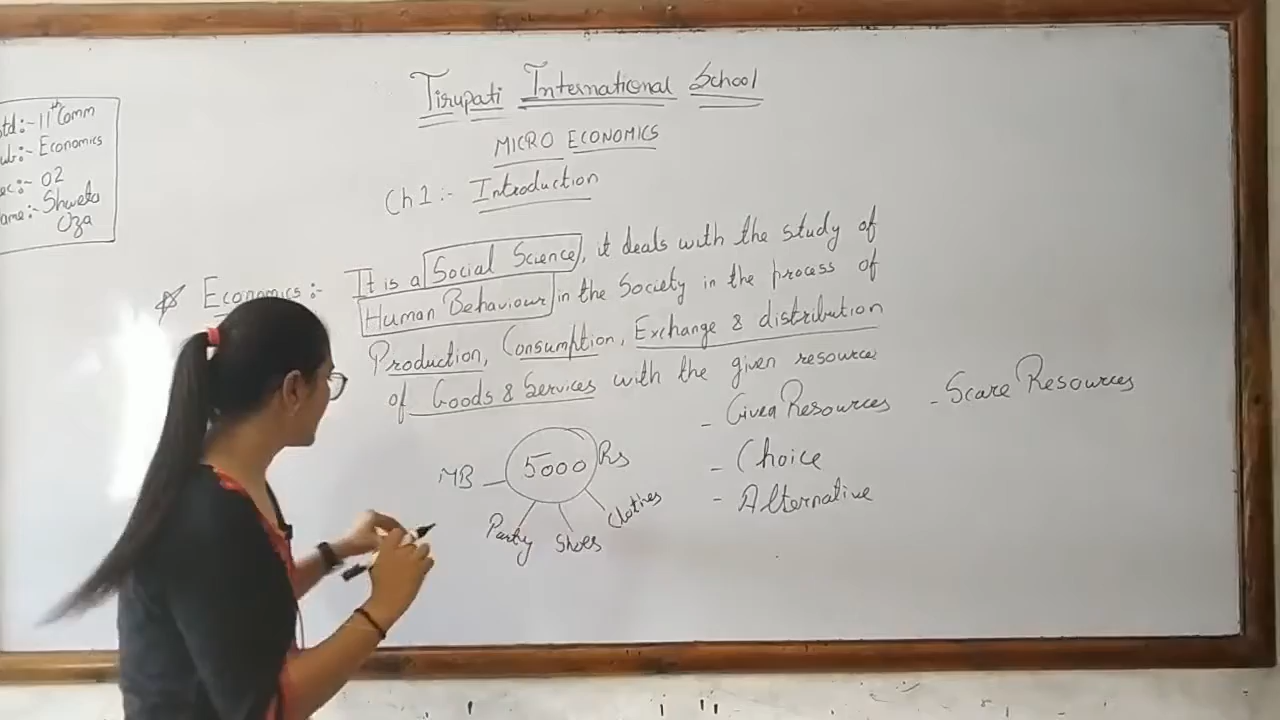 Tirupati International School
MICRO ECONOMICS
Ch 1:- Introduction
td:- 11th Comm
ub:- Economics
ec:- 02
ame:- Shweta
Oza
Economics:- It is a Social Science, it deals with the study of
Human Behaviour in the Society in the process of
Production, Consumption, Exchange & distribution
of Goods & Services with the given resources
- Given Resources - Scare Resources
- Choice
- Alternative
5000 Rs
MB
Party
Shoes
Clothes